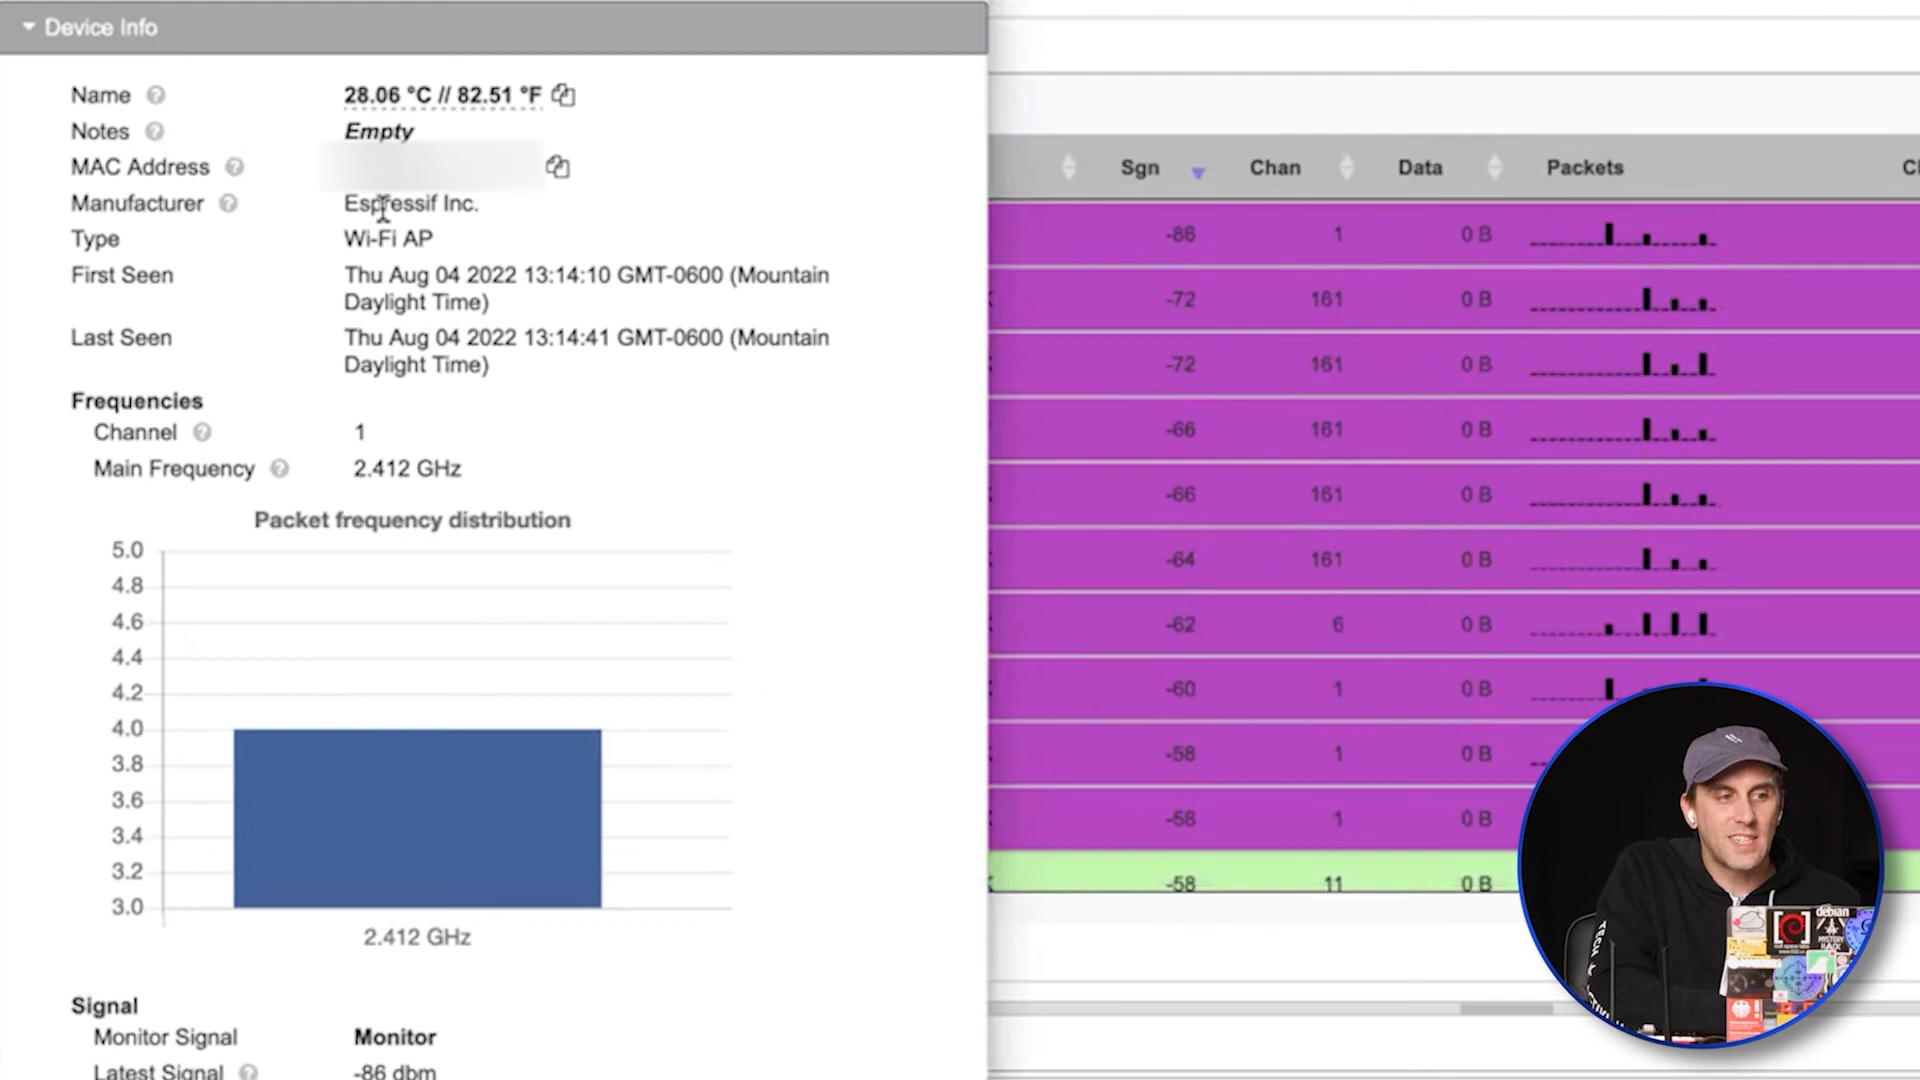 Device Info
Name 28.06 °C // 82.51 °F
Notes Empty
MAC Address
Manufacturer Espressif Inc.
Type Wi-Fi AP
First Seen Thu Aug 04 2022 13:14:10 GMT-0600 (Mountain
Daylight Time)
Last Seen Thu Aug 04 2022 13:14:41 GMT-0600 (Mountain
Daylight Time)
Frequencies
Channel 1
Main Frequency 2.412 GHz
Packet frequency distribution
5.0
4.8
4.6
4.4
4.2
4.0
3.8
3.6
3.4
3.2
3.0
2.412 GHz
Signal
Monitor Signal Monitor
Latest Signal -86 dbm
Sgn Chan Data Packets
-86 1 0 B
-72 161 0 B
-72 161 0 B
-66 161 0 B
-66 161 0 B
-64 161 0 B
-62 6 0 B
-60 1 0 B
-58 1 0 B
-58 1 0 B
-58 11 0 B
debian
MYSTERY
HACK